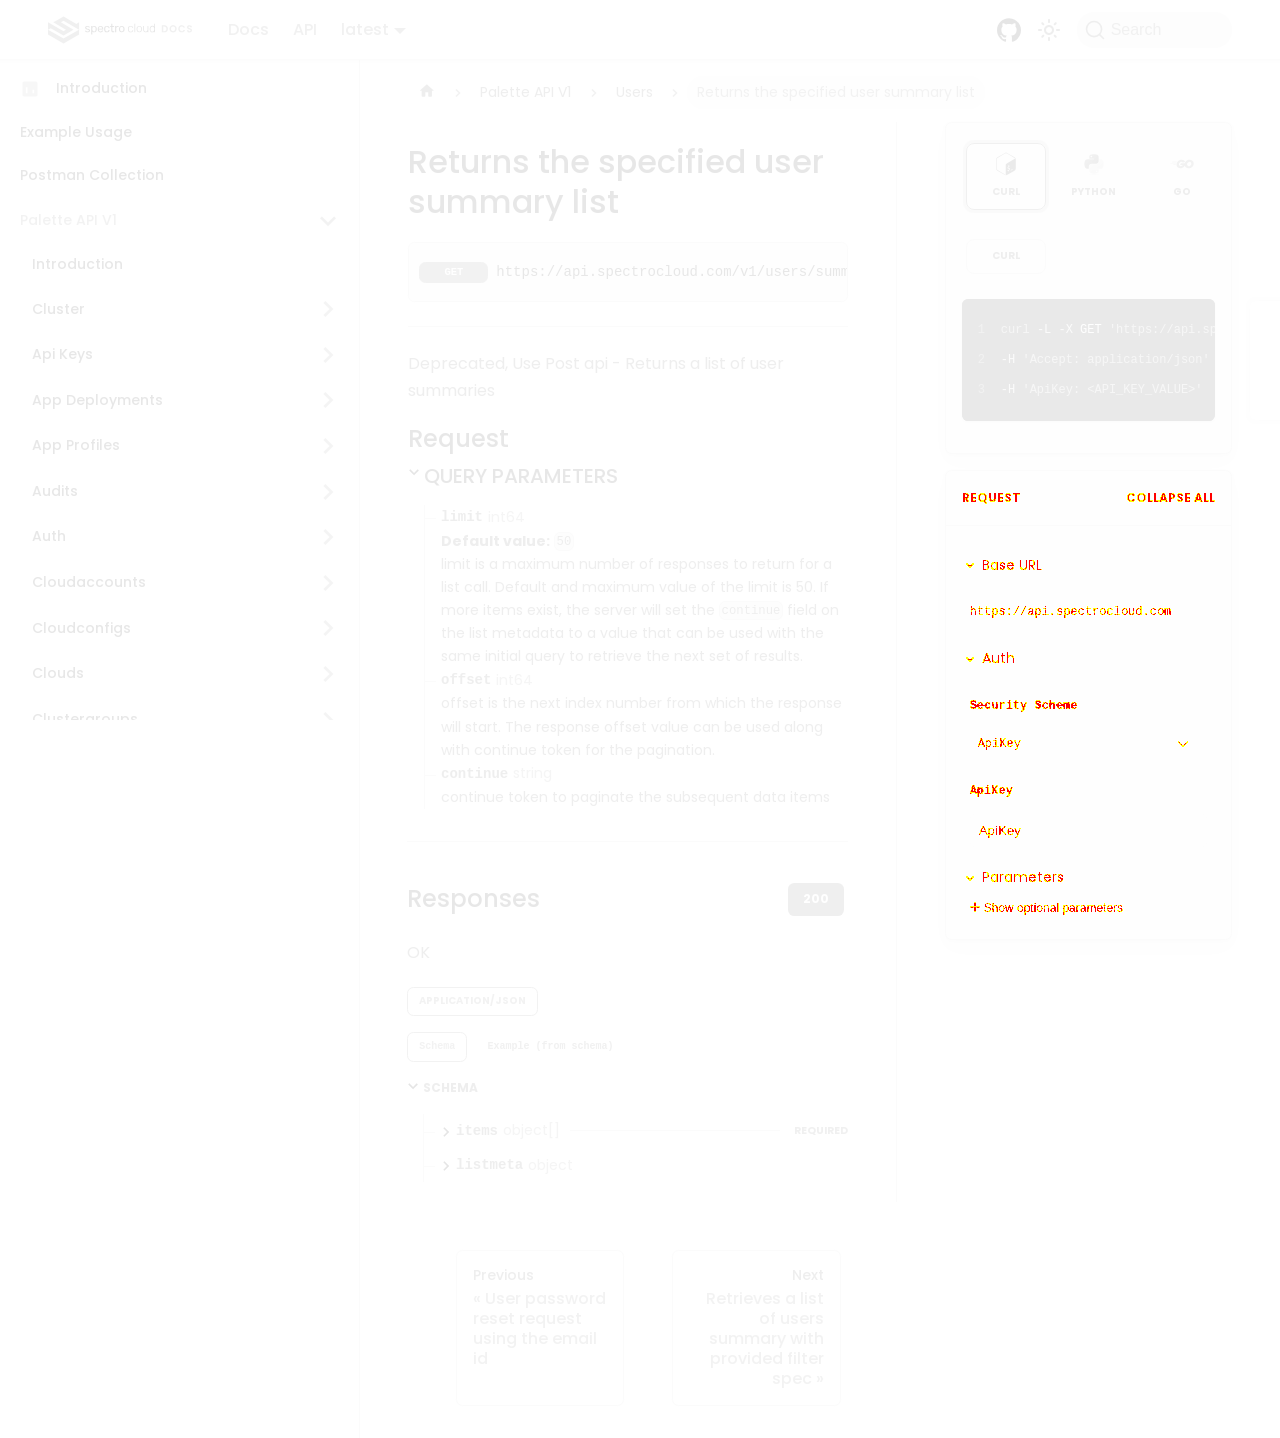 spectro cloud DOCS
Docs API latest
Search
Introduction
Example Usage
Postman Collection
Palette API V1
Introduction
Cluster
Api Keys
App Deployments
App Profiles
Audits
Auth
Cloudaccounts
Cloudconfigs
Clouds
Clustergroups
Palette API V1
Users
Returns the specified user summary list
Returns the specified user
summary list
GET https://api.spectrocloud.com/v1/users/summ
Deprecated, Use Post api - Returns a list of user
summaries
Request
QUERY PARAMETERS
limit int64
Default value: 50
limit is a maximum number of responses to return for a
list call. Default and maximum value of the limit is 50. If
more items exist, the server will set the continue field on
the list metadata to a value that can be used with the
same initial query to retrieve the next set of results.
offset int64
offset is the next index number from which the response
will start. The response offset value can be used along
with continue token for the pagination.
continue string
continue token to paginate the subsequent data items
Responses
200
OK
APPLICATION/JSON
Schema Example (from schema)
SCHEMA
items object[] REQUIRED
listmeta object
Previous
« User password
reset request
using the email
id
Next
Retrieves a list
of users
summary with
provided filter
spec »
CURL PYTHON GO
CURL
1 curl -L -X GET 'https://api.sp
2 -H 'Accept: application/json'
3 -H 'ApiKey: <API_KEY_VALUE>'
REQUEST COLLAPSE ALL
Base URL
https://api.spectrocloud.com
Auth
Security Scheme
ApiKey
ApiKey
ApiKey
Parameters
Show optional parameters